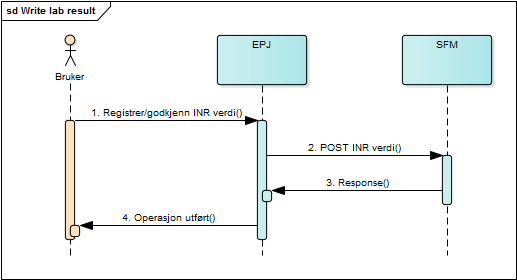 sd Write lab result
EPJ
SFM
Bruker
1. Registrer/godkjenn INR verdi()
2. POST INR verdi()
3. Response()
4. Operasjon utført()